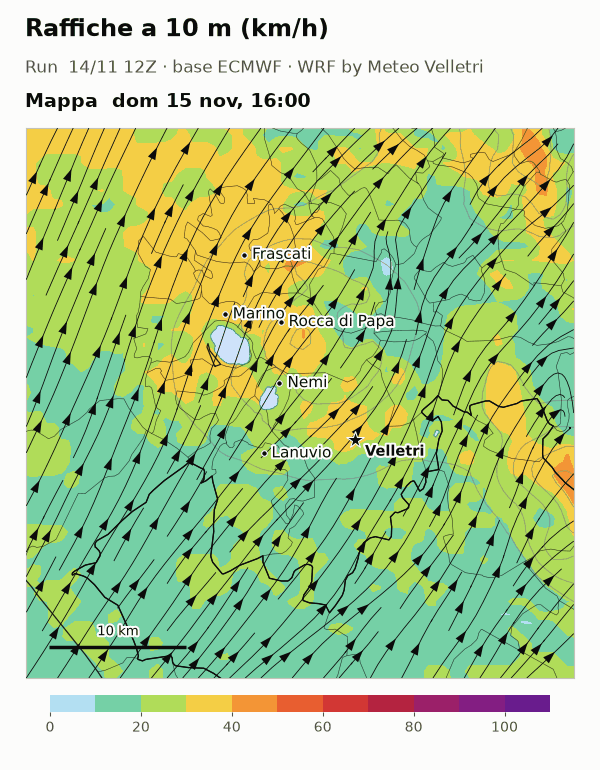 Raffiche a 10 m (km/h)
Run  14/11 12Z · base ECMWF · WRF by Meteo Velletri
Mappa  dom 15 nov, 16:00
Frascati
Marino
Rocca di Papa
Nemi
Velletri
Lanuvio
10 km
0 20 40 60 80 100